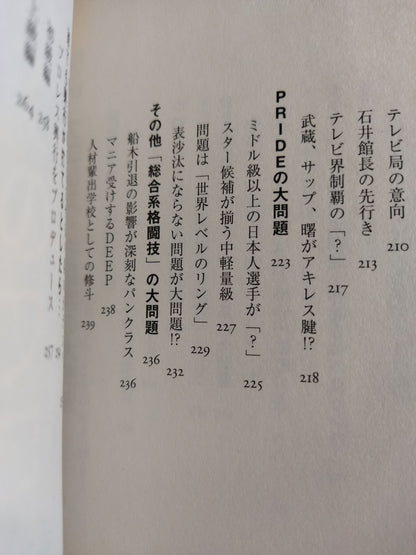 テレビ局の意向 210
石井館長の先行き 213
テレビ界制覇の「？」 217
武蔵、サップ、曙がアキレス腱!? 218
PRIDEの大問題 223
ミドル級以上の日本人選手が「？」 225
スター候補が揃う中軽量級 227
問題は「世界レベルのリング」 229
表沙汰にならない問題が大問題!? 232
その他「総合系格闘技」の大問題 236
船木引退の影響が深刻なパンクラス 236
マニア受けするDEEP 238
人材輩出学校としての修斗 239